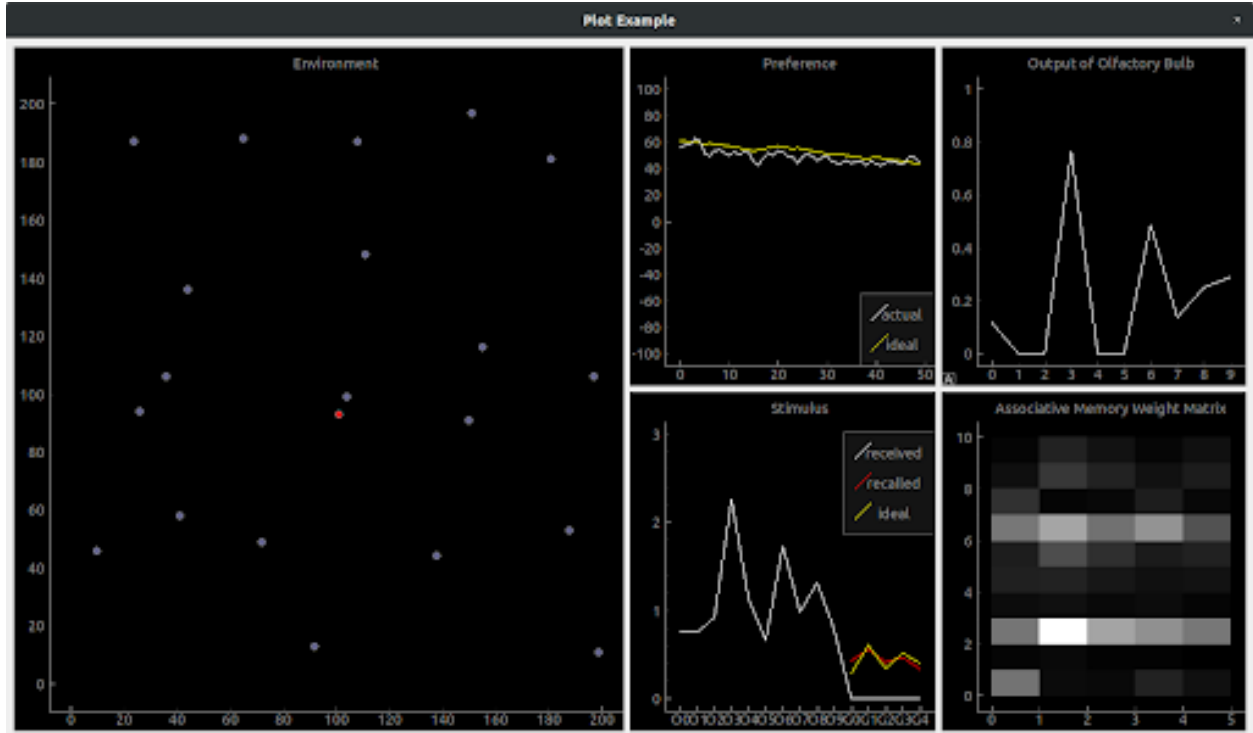 Plot Example
×
Environment
200
180
160
140
120
100
80
60
40
20
0
0 20 40 60 80 100 120 140 160 180 200
Preference
100
80
60
40
20
0
-20
-40
-60
-80
-100
actual
ideal
0 10 20 30 40 50
Output of Olfactory Bulb
1
0.8
0.6
0.4
0.2
0
A
0 1 2 3 4 5 6 7 8 9
Stimulus
3
2
1
0
received
recalled
ideal
O0O1O2O3O4O5O6O7O8O9G0G1G2G3G4
Associative Memory Weight Matrix
10
8
6
4
2
0
0 1 2 3 4 5